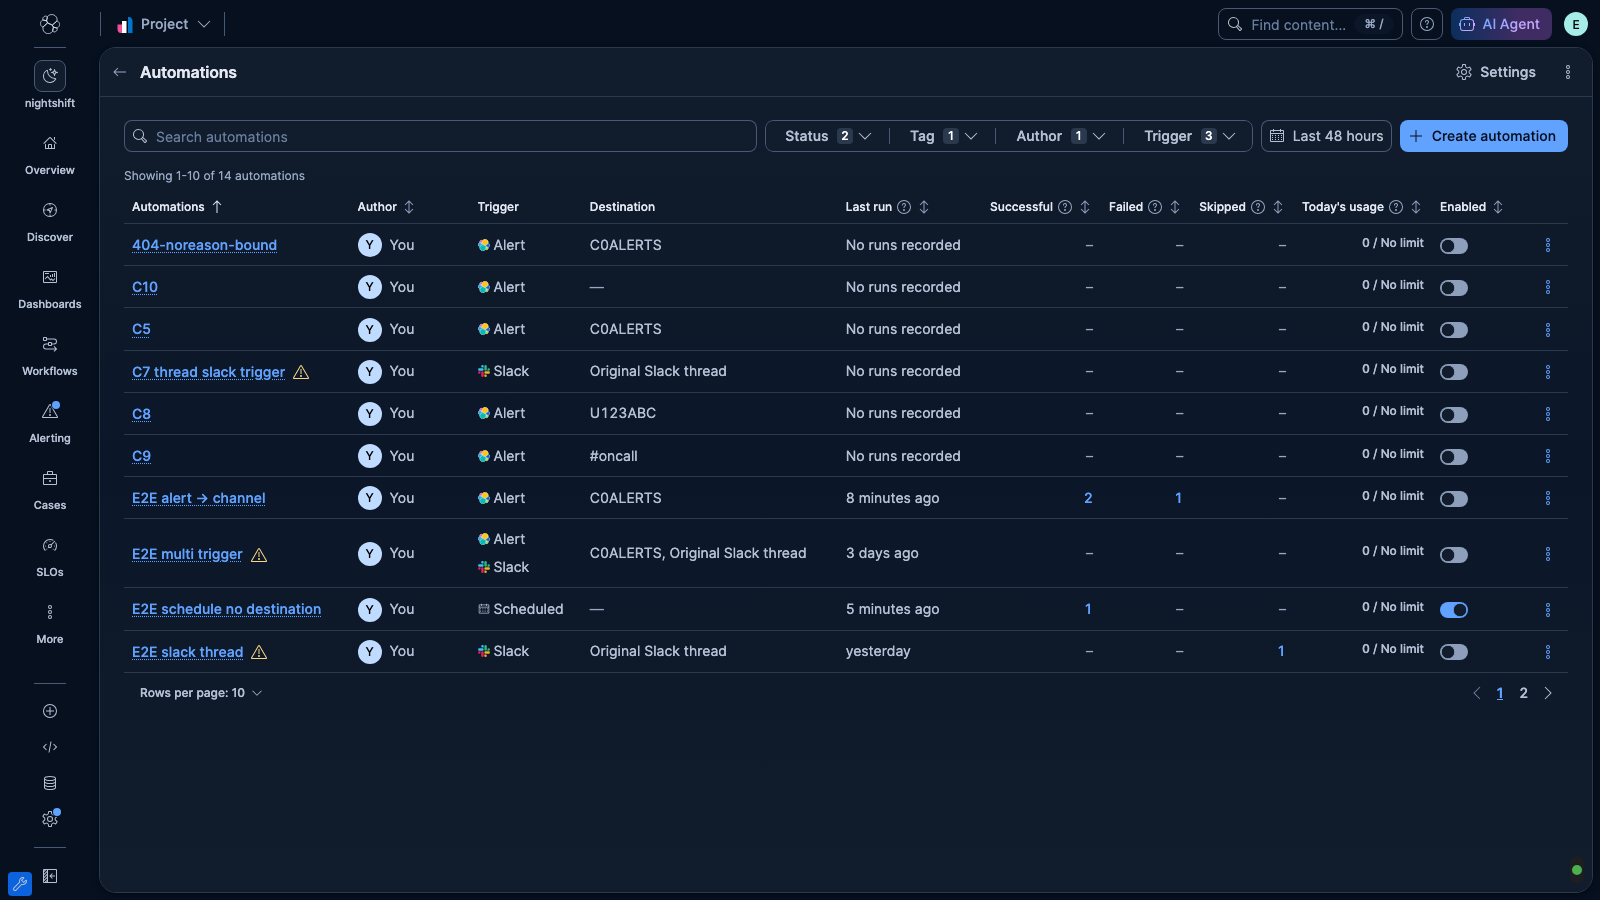 Project
Find content...
⌘ /
AI Agent
E
nightshift
Overview
Discover
Dashboards
Workflows
Alerting
Cases
SLOs
More
Automations
Settings
Search automations
Status 2
Tag 1
Author 1
Trigger 3
Last 48 hours
Create automation
Showing 1-10 of 14 automations
Automations Author Trigger Destination Last run Successful Failed Skipped Today's usage Enabled
404-noreason-bound Y You Alert C0ALERTS No runs recorded – – – 0 / No limit
C10 Y You Alert — No runs recorded – – – 0 / No limit
C5 Y You Alert C0ALERTS No runs recorded – – – 0 / No limit
C7 thread slack trigger Y You Slack Original Slack thread No runs recorded – – – 0 / No limit
C8 Y You Alert U123ABC No runs recorded – – – 0 / No limit
C9 Y You Alert #oncall No runs recorded – – – 0 / No limit
E2E alert → channel Y You Alert C0ALERTS 8 minutes ago 2 1 – 0 / No limit
E2E multi trigger Y You Alert Slack C0ALERTS, Original Slack thread 3 days ago – – – 0 / No limit
E2E schedule no destination Y You Scheduled — 5 minutes ago 1 – – 0 / No limit
E2E slack thread Y You Slack Original Slack thread yesterday – – 1 0 / No limit
Rows per page: 10
1 2